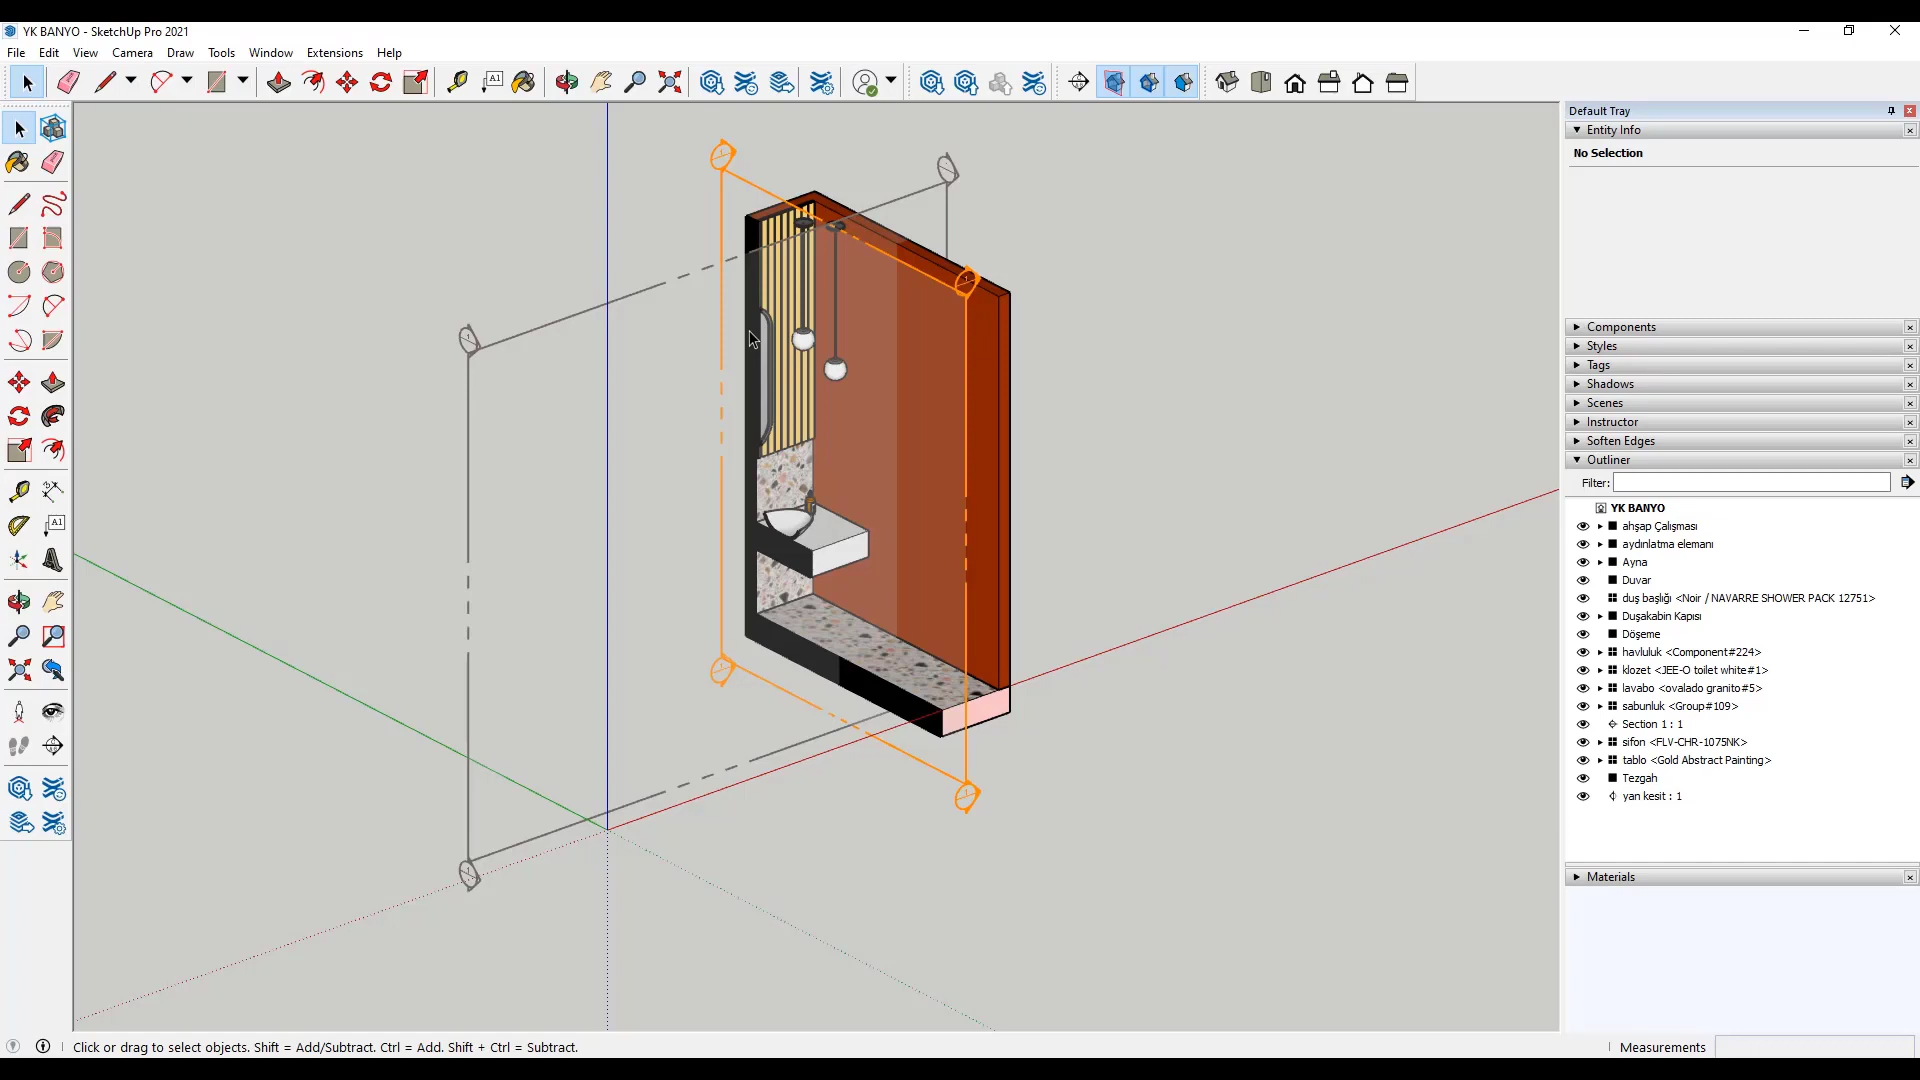 YK BANYO - SketchUp Pro 2021
File Edit View Camera Draw Tools Window Extensions Help
A1
Default Tray
Entity Info
No Selection
A1
Components
Styles
Tags
Shadows
Scenes
Instructor
Soften Edges
Outliner
Filter:
YK BANYO
ahşap Çalışması
aydınlatma elemanı
Ayna
Duvar
duş başlığı <Noir / NAVARRE SHOWER PACK 12751>
Duşakabin Kapısı
Döşeme
havluluk <Component#224>
klozet <JEE-O toilet white#1>
lavabo <ovalado granito#5>
sabunluk <Group#109>
Section 1 : 1
sifon <FLV-CHR-1075NK>
tablo <Gold Abstract Painting>
Tezgah
yan kesit : 1
Materials
Click or drag to select objects. Shift = Add/Subtract. Ctrl = Add. Shift + Ctrl = Subtract.
Measurements